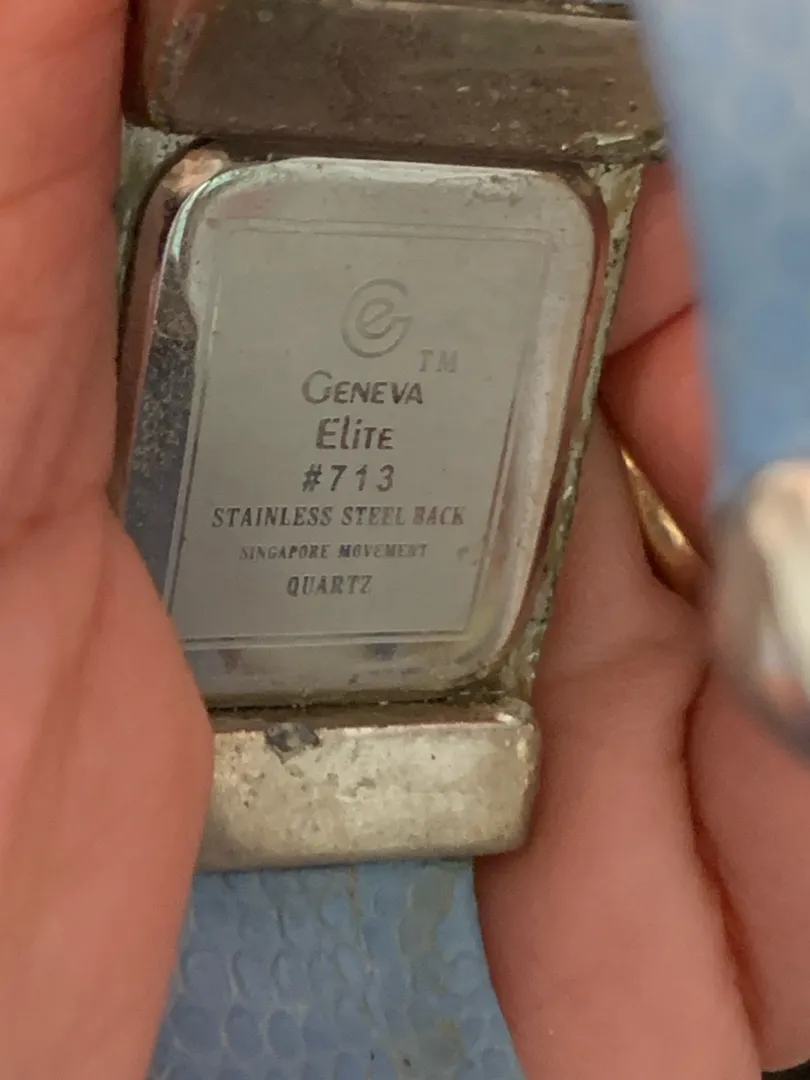 e
TM
GENEVA
EliTE
#713
STAINLESS STEEL BACK
SINGAPORE MOVEMENT
QUARTZ